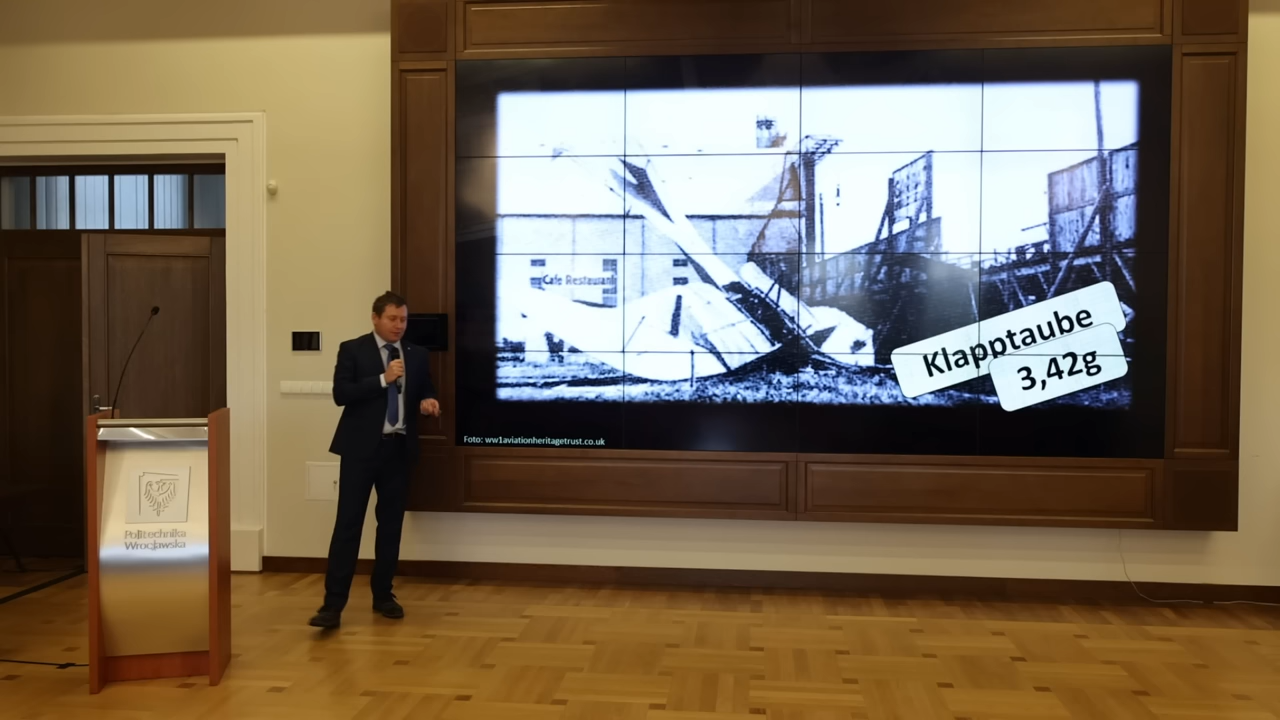 Cafe Restaurant
Klapptaube
3,42g
Foto: ww1aviationheritagetrust.co.uk
Politechnika
Wrocławska